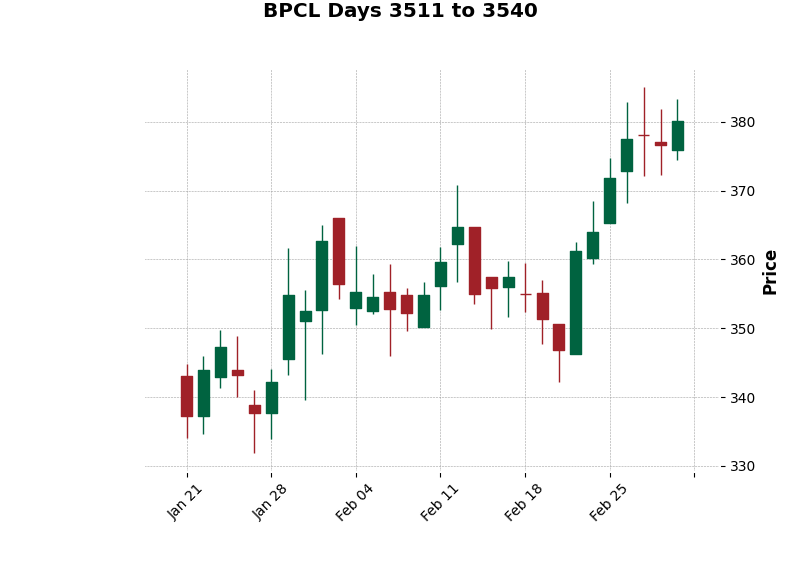 BPCL Days 3511 to 3540
380
370
360
350
340
330
Price
Jan 21
Jan 28
Feb 04
Feb 11
Feb 18
Feb 25